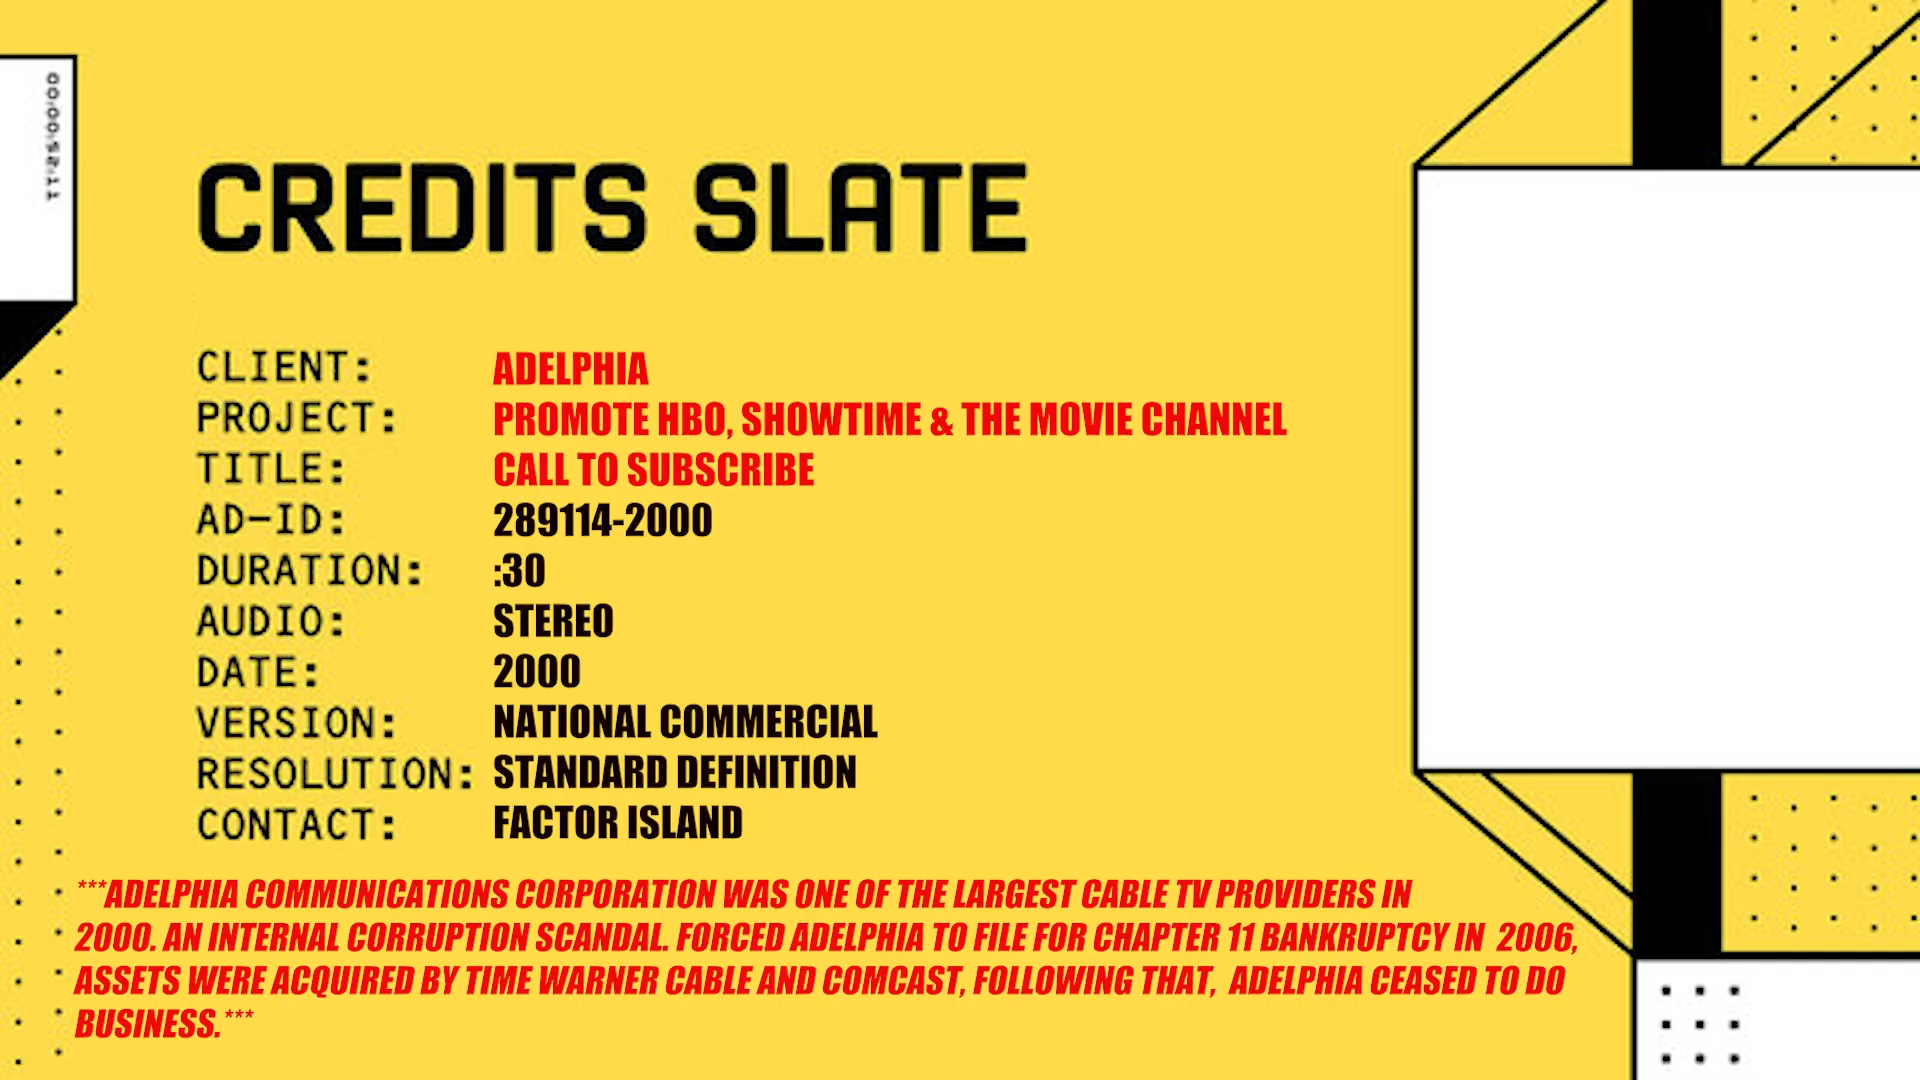 00:00:52:11
CREDITS SLATE
CLIENT: ADELPHIA
PROJECT: PROMOTE HBO, SHOWTIME & THE MOVIE CHANNEL
TITLE: CALL TO SUBSCRIBE
AD-ID: 289114-2000
DURATION: :30
AUDIO: STEREO
DATE: 2000
VERSION: NATIONAL COMMERCIAL
RESOLUTION: STANDARD DEFINITION
CONTACT: FACTOR ISLAND
***ADELPHIA COMMUNICATIONS CORPORATION WAS ONE OF THE LARGEST CABLE TV PROVIDERS IN
2000. AN INTERNAL CORRUPTION SCANDAL. FORCED ADELPHIA TO FILE FOR CHAPTER 11 BANKRUPTCY IN 2006,
ASSETS WERE ACQUIRED BY TIME WARNER CABLE AND COMCAST, FOLLOWING THAT, ADELPHIA CEASED TO DO
BUSINESS.***